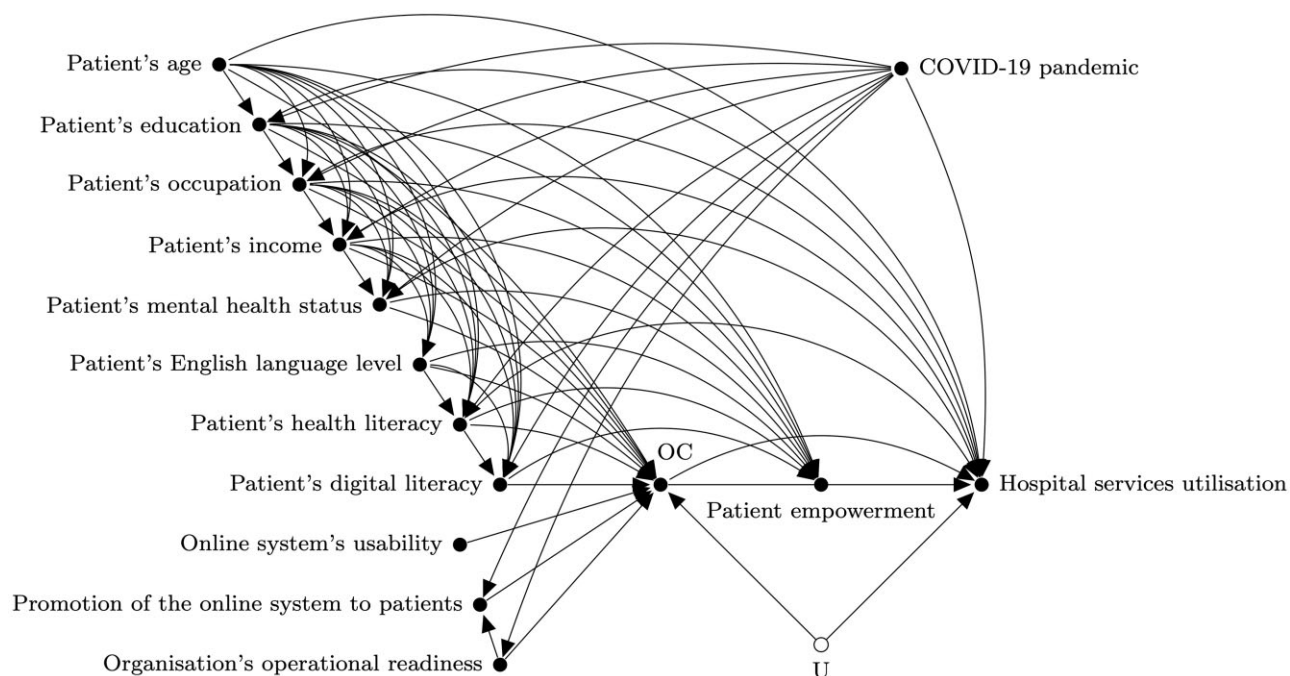 Patient's age
COVID-19 pandemic
Patient's education
Patient's occupation
Patient's income
Patient's mental health status
Patient's English language level
Patient's health literacy
OC
Patient's digital literacy
Hospital services utilisation
Patient empowerment
Online system's usability
Promotion of the online system to patients
Organisation's operational readiness
U